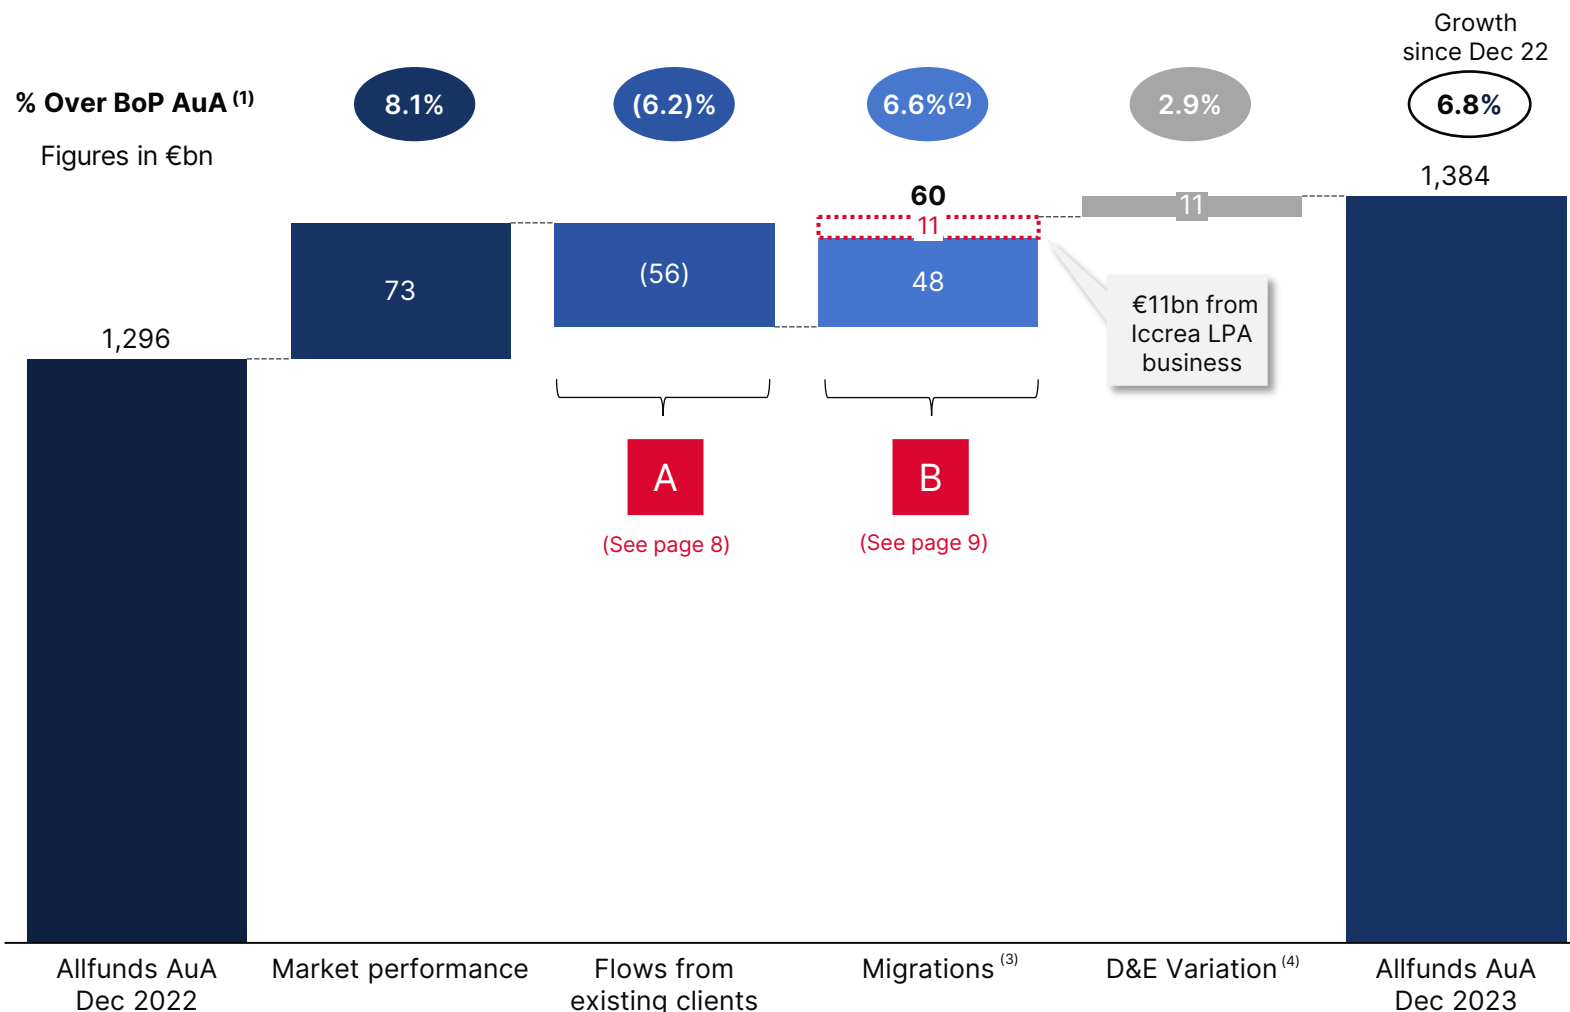 Growth
since Dec 22
% Over BoP AuA (1)
8.1%
(6.2)%
6.6%(2)
2.9%
6.8%
Figures in €bn
1,296
73
(56)
60
11
48
11
1,384
€11bn from
Iccrea LPA
business
A
(See page 8)
B
(See page 9)
Allfunds AuA
Dec 2022
Market performance
Flows from
existing clients
Migrations (3)
D&E Variation (4)
Allfunds AuA
Dec 2023